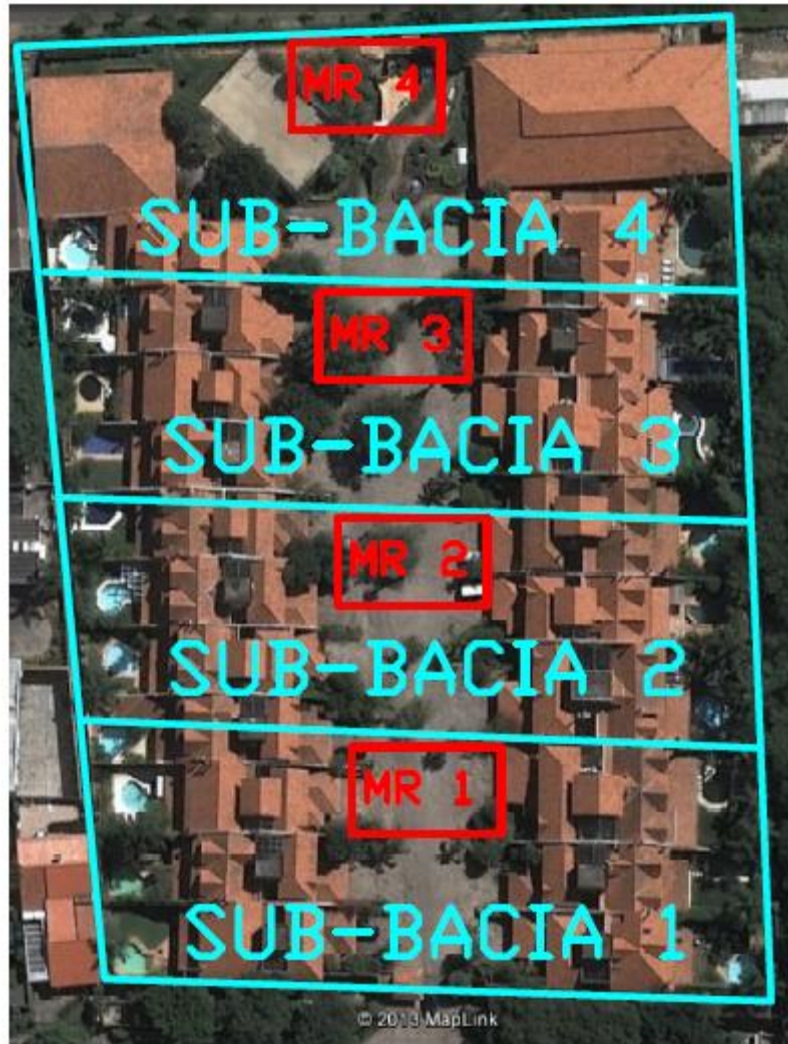 MR 4
SUB-BACIA 4
MR 3
SUB-BACIA 3
MR 2
SUB-BACIA 2
MR 1
SUB-BACIA 1
© 2013 MapLink